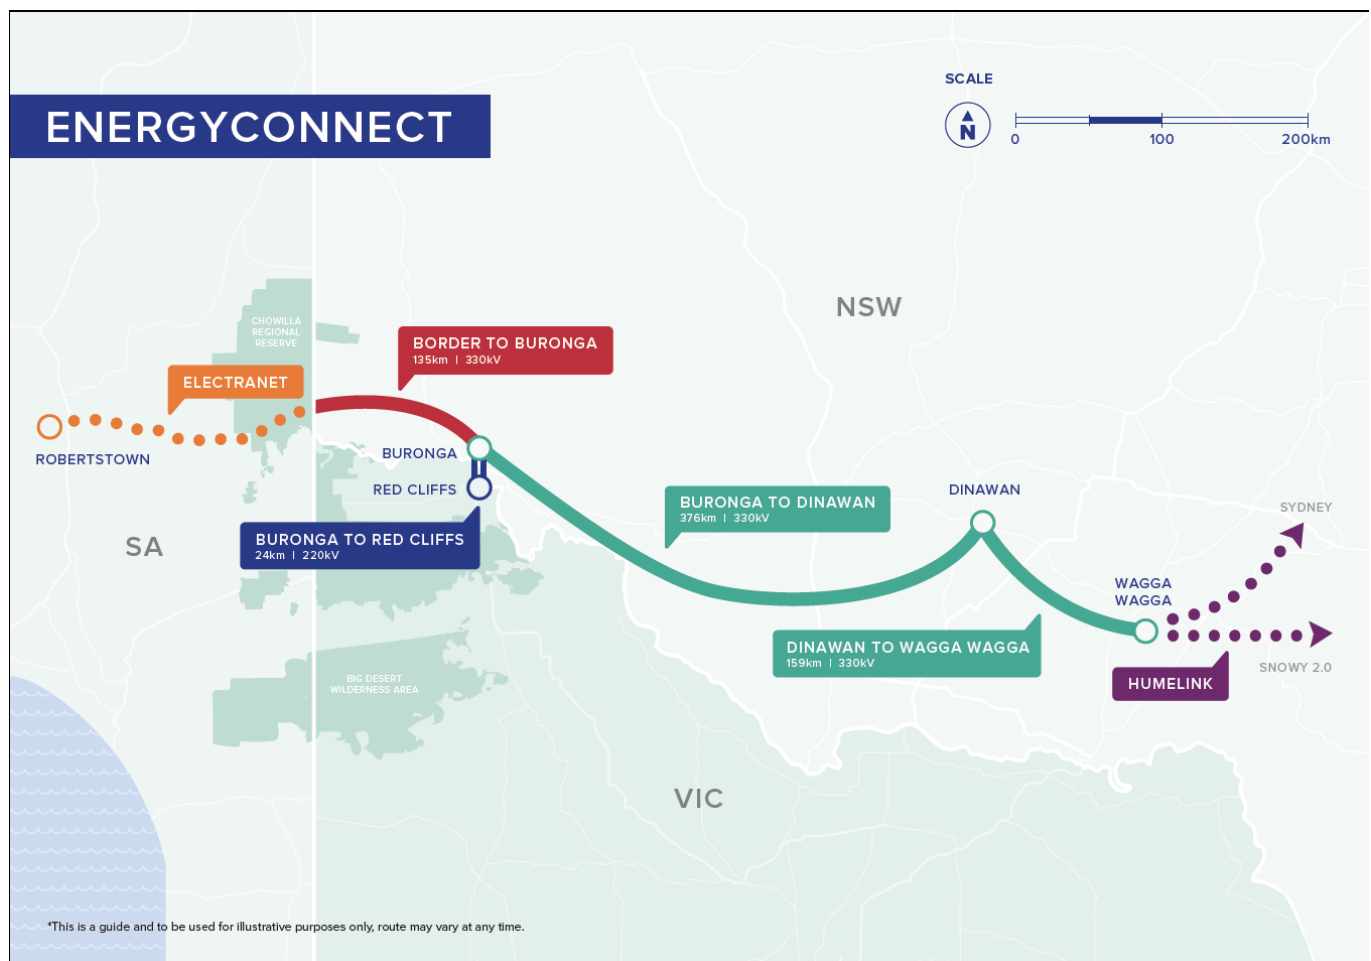 SCALE
ENERGYCONNECT
N
0
100
200km
NSW
CHOWILLA
REGIONAL
RESERVE
BORDER TO BURONGA
135km | 330kV
ELECTRANET
ROBERTSTOWN
BURONGA
RED CLIFFS
DINAWAN
BURONGA TO DINAWAN
376km | 330kV
SYDNEY
SA
BURONGA TO RED CLIFFS
24km | 220kV
WAGGA
WAGGA
DINAWAN TO WAGGA WAGGA
159km | 330kV
SNOWY 2.0
HUMELINK
BIG DESERT
WILDERNESS AREA
VIC
*This is a guide and to be used for illustrative purposes only, route may vary at any time.